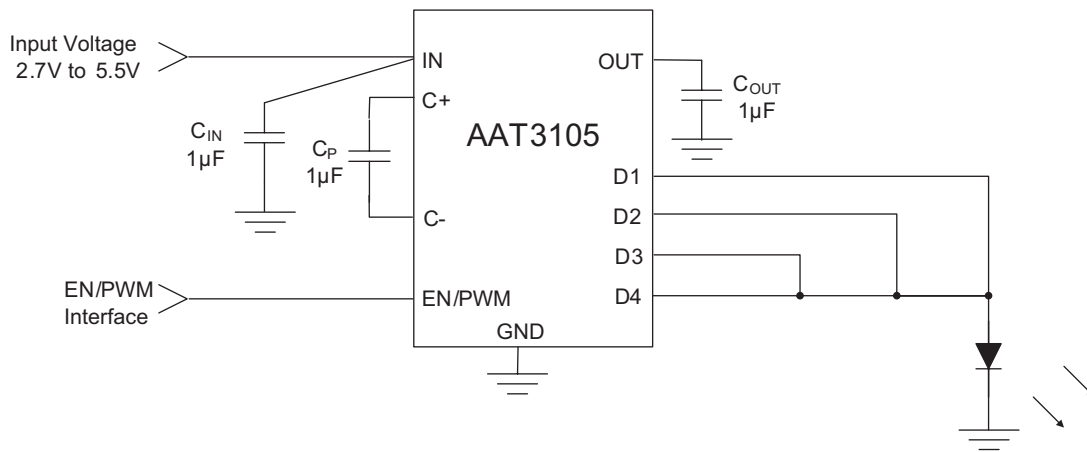 Input Voltage
2.7V to 5.5V
IN
OUT
C+
COUT
1µF
AAT3105
CIN
1µF
CP
1µF
D1
C-
D2
D3
EN/PWM
Interface
EN/PWM
D4
GND